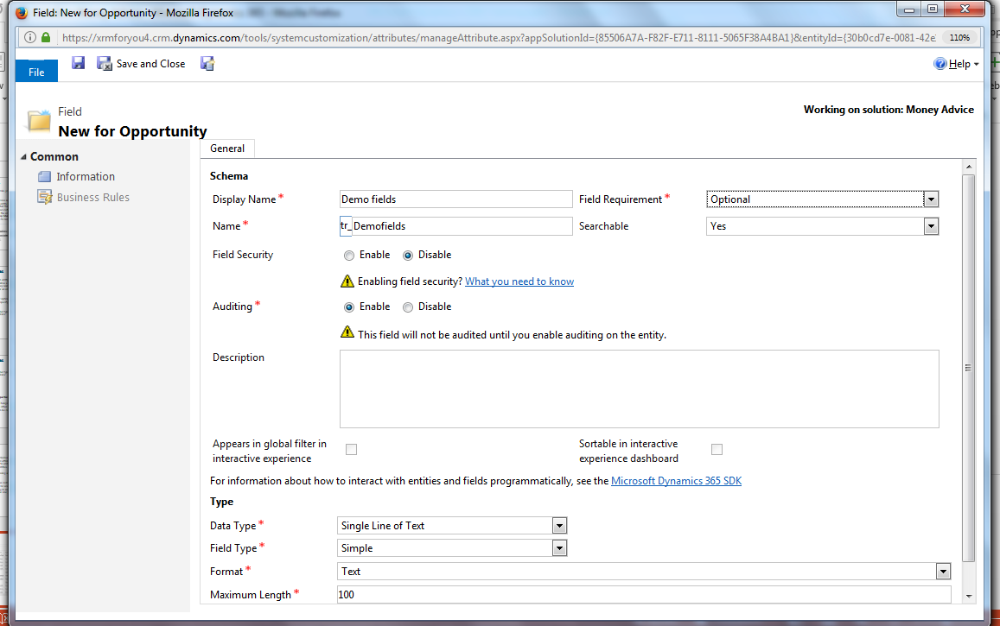 Field: New for Opportunity - Mozilla Firefox
https://xrmforyou4.crm.dynamics.com/tools/systemcustomization/attributes/manageAttribute.aspx?appSolutionId={85506A7A-F82F-E711-8111-5065F38A4BA1}&entityId={30b0cd7e-0081-42e 110%
File Save and Close Help
Field
New for Opportunity
Working on solution: Money Advice
Common
Information
Business Rules
General
Schema
Display Name * Demo fields Field Requirement * Optional
Name * tr_ Demofields Searchable Yes
Field Security Enable Disable
Enabling field security? What you need to know
Auditing * Enable Disable
This field will not be audited until you enable auditing on the entity.
Description
Appears in global filter in
interactive experience
Sortable in interactive
experience dashboard
For information about how to interact with entities and fields programmatically, see the Microsoft Dynamics 365 SDK
Type
Data Type * Single Line of Text
Field Type * Simple
Format * Text
Maximum Length * 100